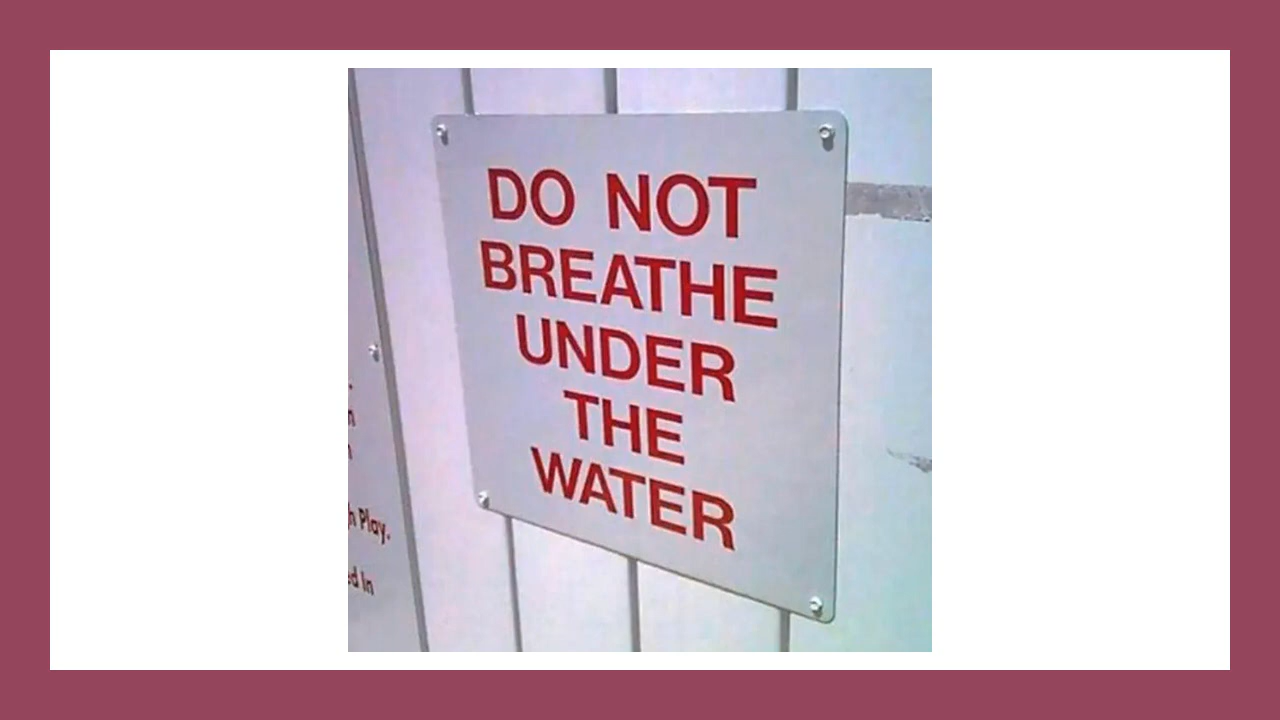 DO NOT
BREATHE
UNDER
THE
WATER
Play.
In